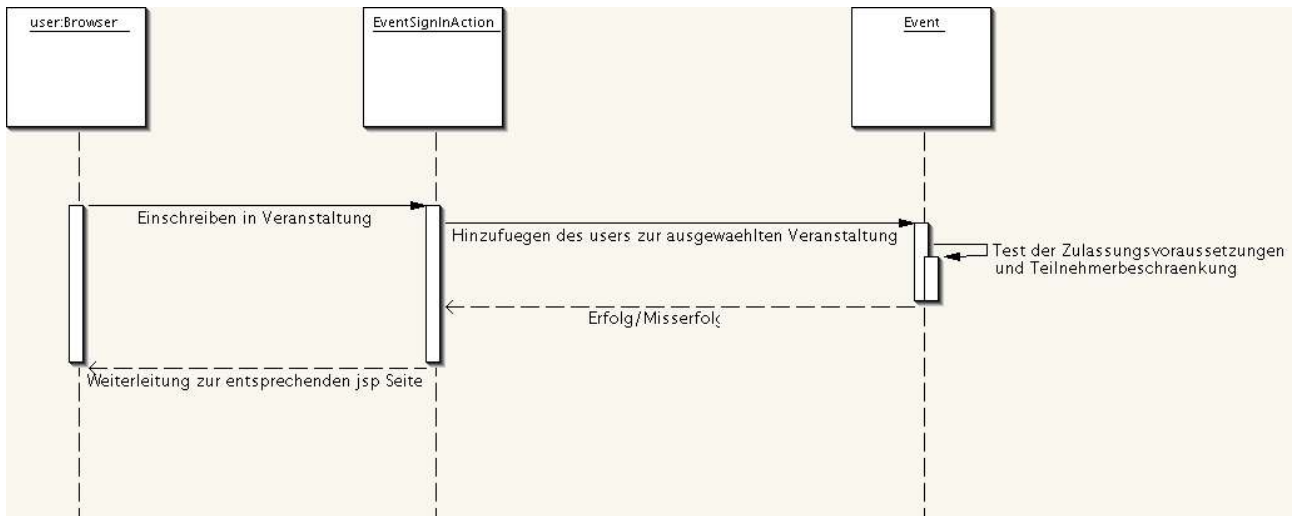 user:Browser
EventSignInAction
Event
Einschreiben in Veranstaltung
Hinzufuegen des users zur ausgewaehlten Veranstaltung
Test der Zulassungsvoraussetzungen
und Teilnehmerbeschraenkung
Erfolg/Misserfolg
Weiterleitung zur entsprechenden jsp Seite